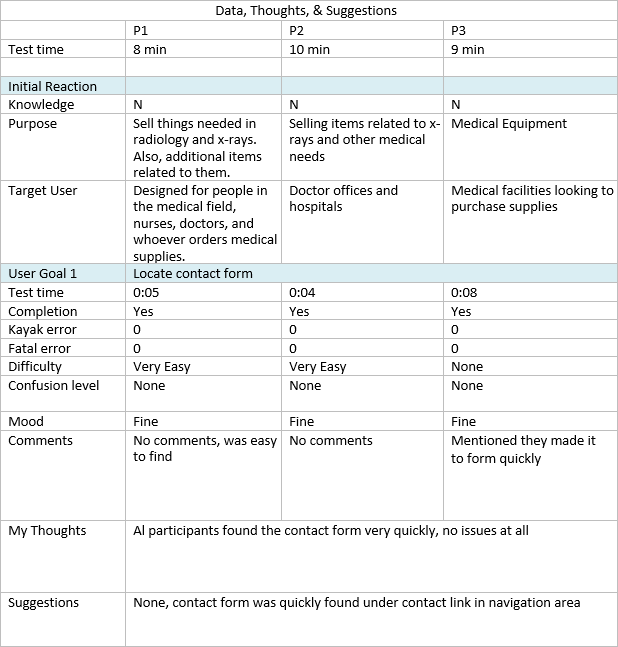 Data, Thoughts, & Suggestions
P1 P2 P3
Test time 8 min 10 min 9 min
Initial Reaction
Knowledge N N N
Purpose Sell things needed in Selling items related to x- Medical Equipment
radiology and x-rays. rays and other medical
Also, additional items needs
related to them.
Target User Designed for people in Doctor offices and Medical facilities looking to
the medical field, hospitals purchase supplies
nurses, doctors, and
whoever orders medical
supplies.
User Goal 1 Locate contact form
Test time 0:05 0:04 0:08
Completion Yes Yes Yes
Kayak error 0 0 0
Fatal error 0 0 0
Difficulty Very Easy Very Easy None
Confusion level None None None
Mood Fine Fine Fine
Comments No comments, was easy No comments Mentioned they made it
to find to form quickly
My Thoughts Al participants found the contact form very quickly, no issues at all
Suggestions None, contact form was quickly found under contact link in navigation area